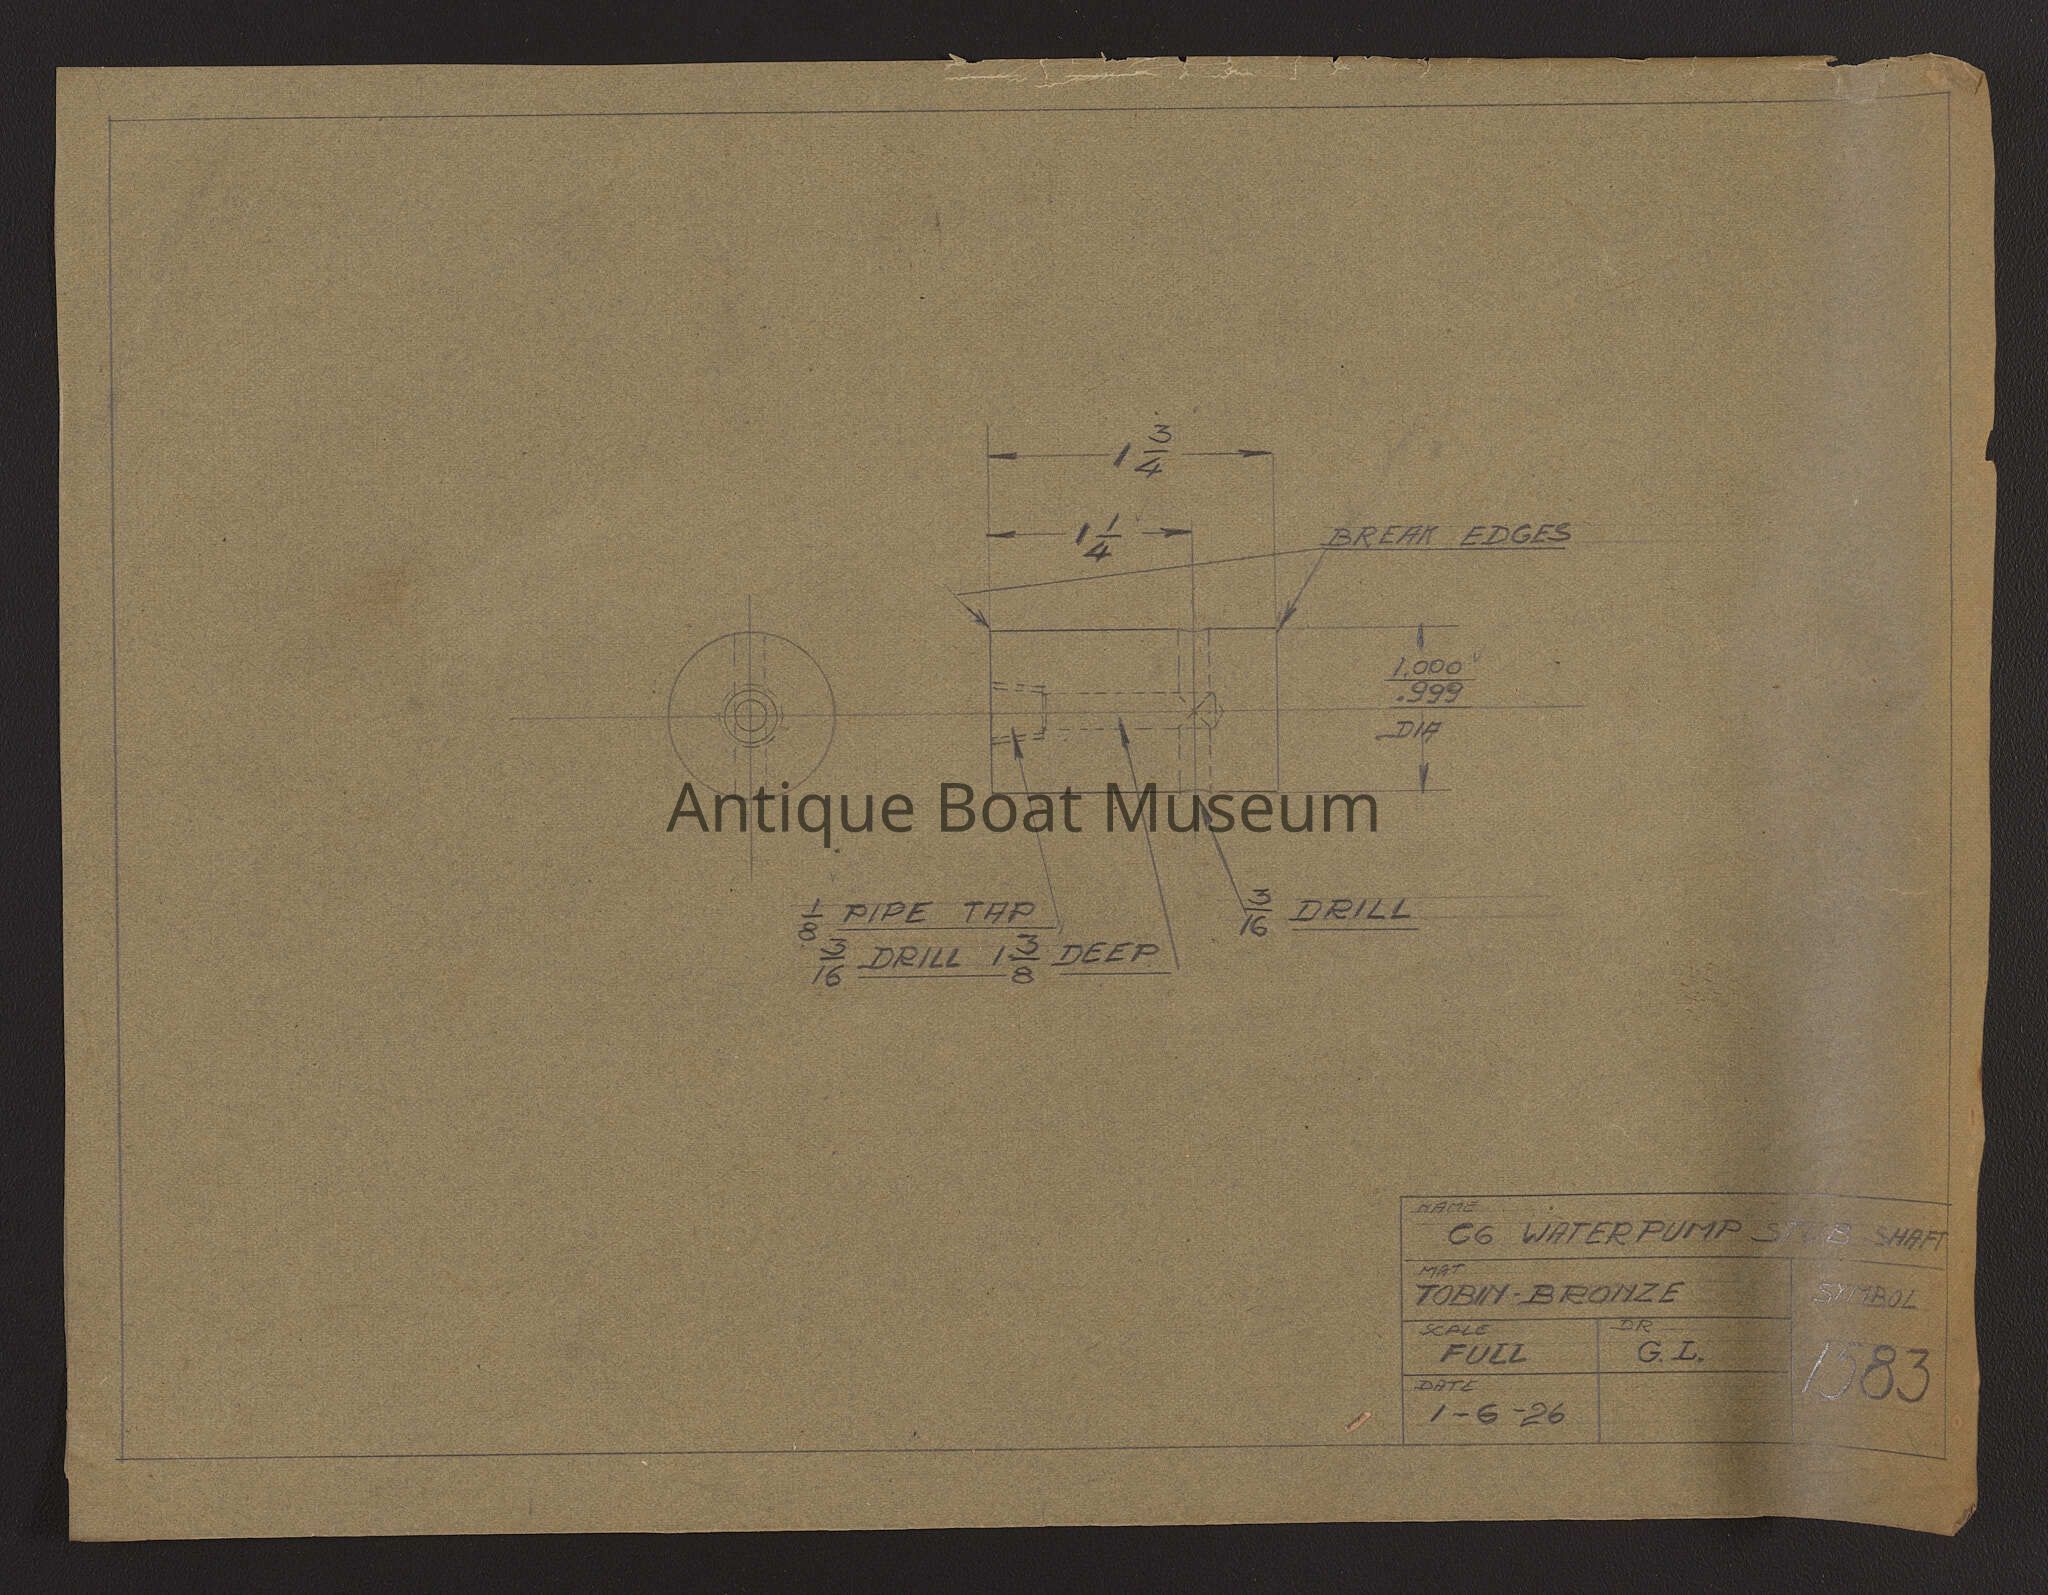 1 3/4
1 1/4
BREAK EDGES
1.000
.999
DIA
Antique Boat Museum
1/8 PIPE TAP
3/16 DRILL 1 3/8 DEEP
3/16 DRILL
NAME
C6 WATERPUMP STUB SHAFT
MAT
TOBIN-BRONZE
SYMBOL
1583
SCALE
FULL
DR
G. L.
DATE
1-6-26